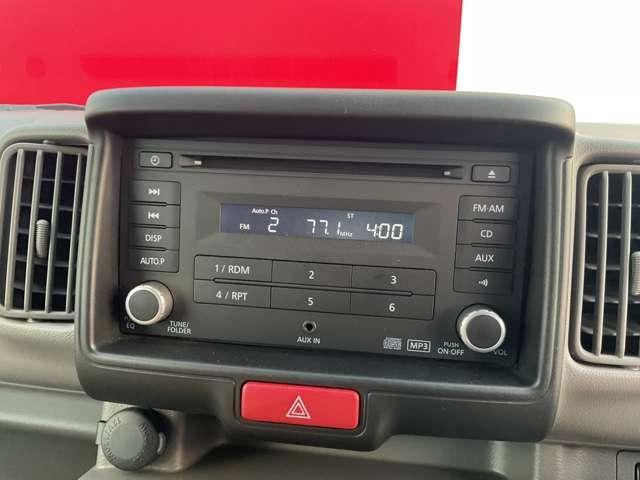 Auto.P Ch ST
FM 2 77.1 MHz 4:00
DISP
AUTO.P
FM·AM
CD
AUX
1 / RDM
2
3
4 / RPT
5
6
EQ
TUNE/
FOLDER
AUX IN
MP3
PUSH
ON·OFF
VOL